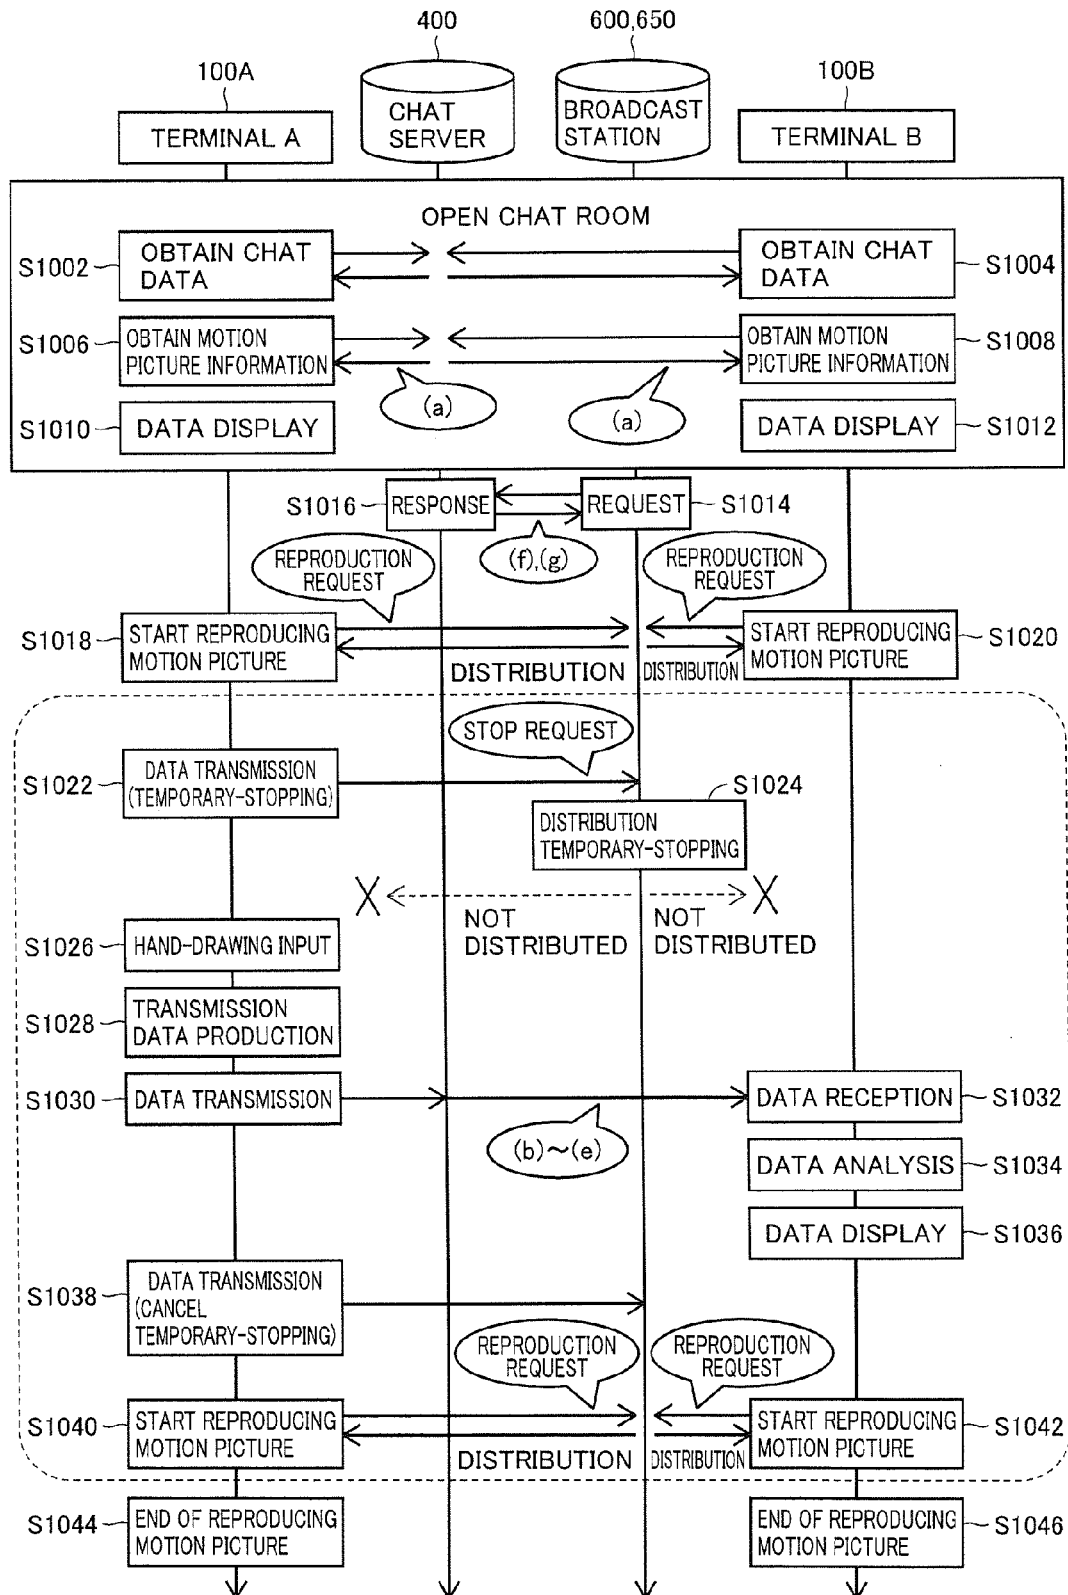 400
600,650
100A
100B
CHAT
SERVER
BROADCAST
STATION
TERMINAL A
TERMINAL B
OPEN CHAT ROOM
S1002
OBTAIN CHAT
DATA
OBTAIN CHAT
DATA
S1004
S1006
OBTAIN MOTION
PICTURE INFORMATION
OBTAIN MOTION
PICTURE INFORMATION
S1008
(a)
(a)
S1010
DATA DISPLAY
DATA DISPLAY
S1012
S1016
RESPONSE
REQUEST
S1014
(f),(g)
REPRODUCTION
REQUEST
REPRODUCTION
REQUEST
S1018
START REPRODUCING
MOTION PICTURE
START REPRODUCING
MOTION PICTURE
S1020
DISTRIBUTION
DISTRIBUTION
STOP REQUEST
S1022
DATA TRANSMISSION
(TEMPORARY-STOPPING)
S1024
DISTRIBUTION
TEMPORARY-STOPPING
NOT
DISTRIBUTED
NOT
DISTRIBUTED
S1026
HAND-DRAWING INPUT
S1028
TRANSMISSION
DATA PRODUCTION
S1030
DATA TRANSMISSION
DATA RECEPTION
S1032
(b)~(e)
DATA ANALYSIS
S1034
DATA DISPLAY
S1036
S1038
DATA TRANSMISSION
(CANCEL
TEMPORARY-STOPPING)
REPRODUCTION
REQUEST
REPRODUCTION
REQUEST
S1040
START REPRODUCING
MOTION PICTURE
START REPRODUCING
MOTION PICTURE
S1042
DISTRIBUTION
DISTRIBUTION
S1044
END OF REPRODUCING
MOTION PICTURE
END OF REPRODUCING
MOTION PICTURE
S1046